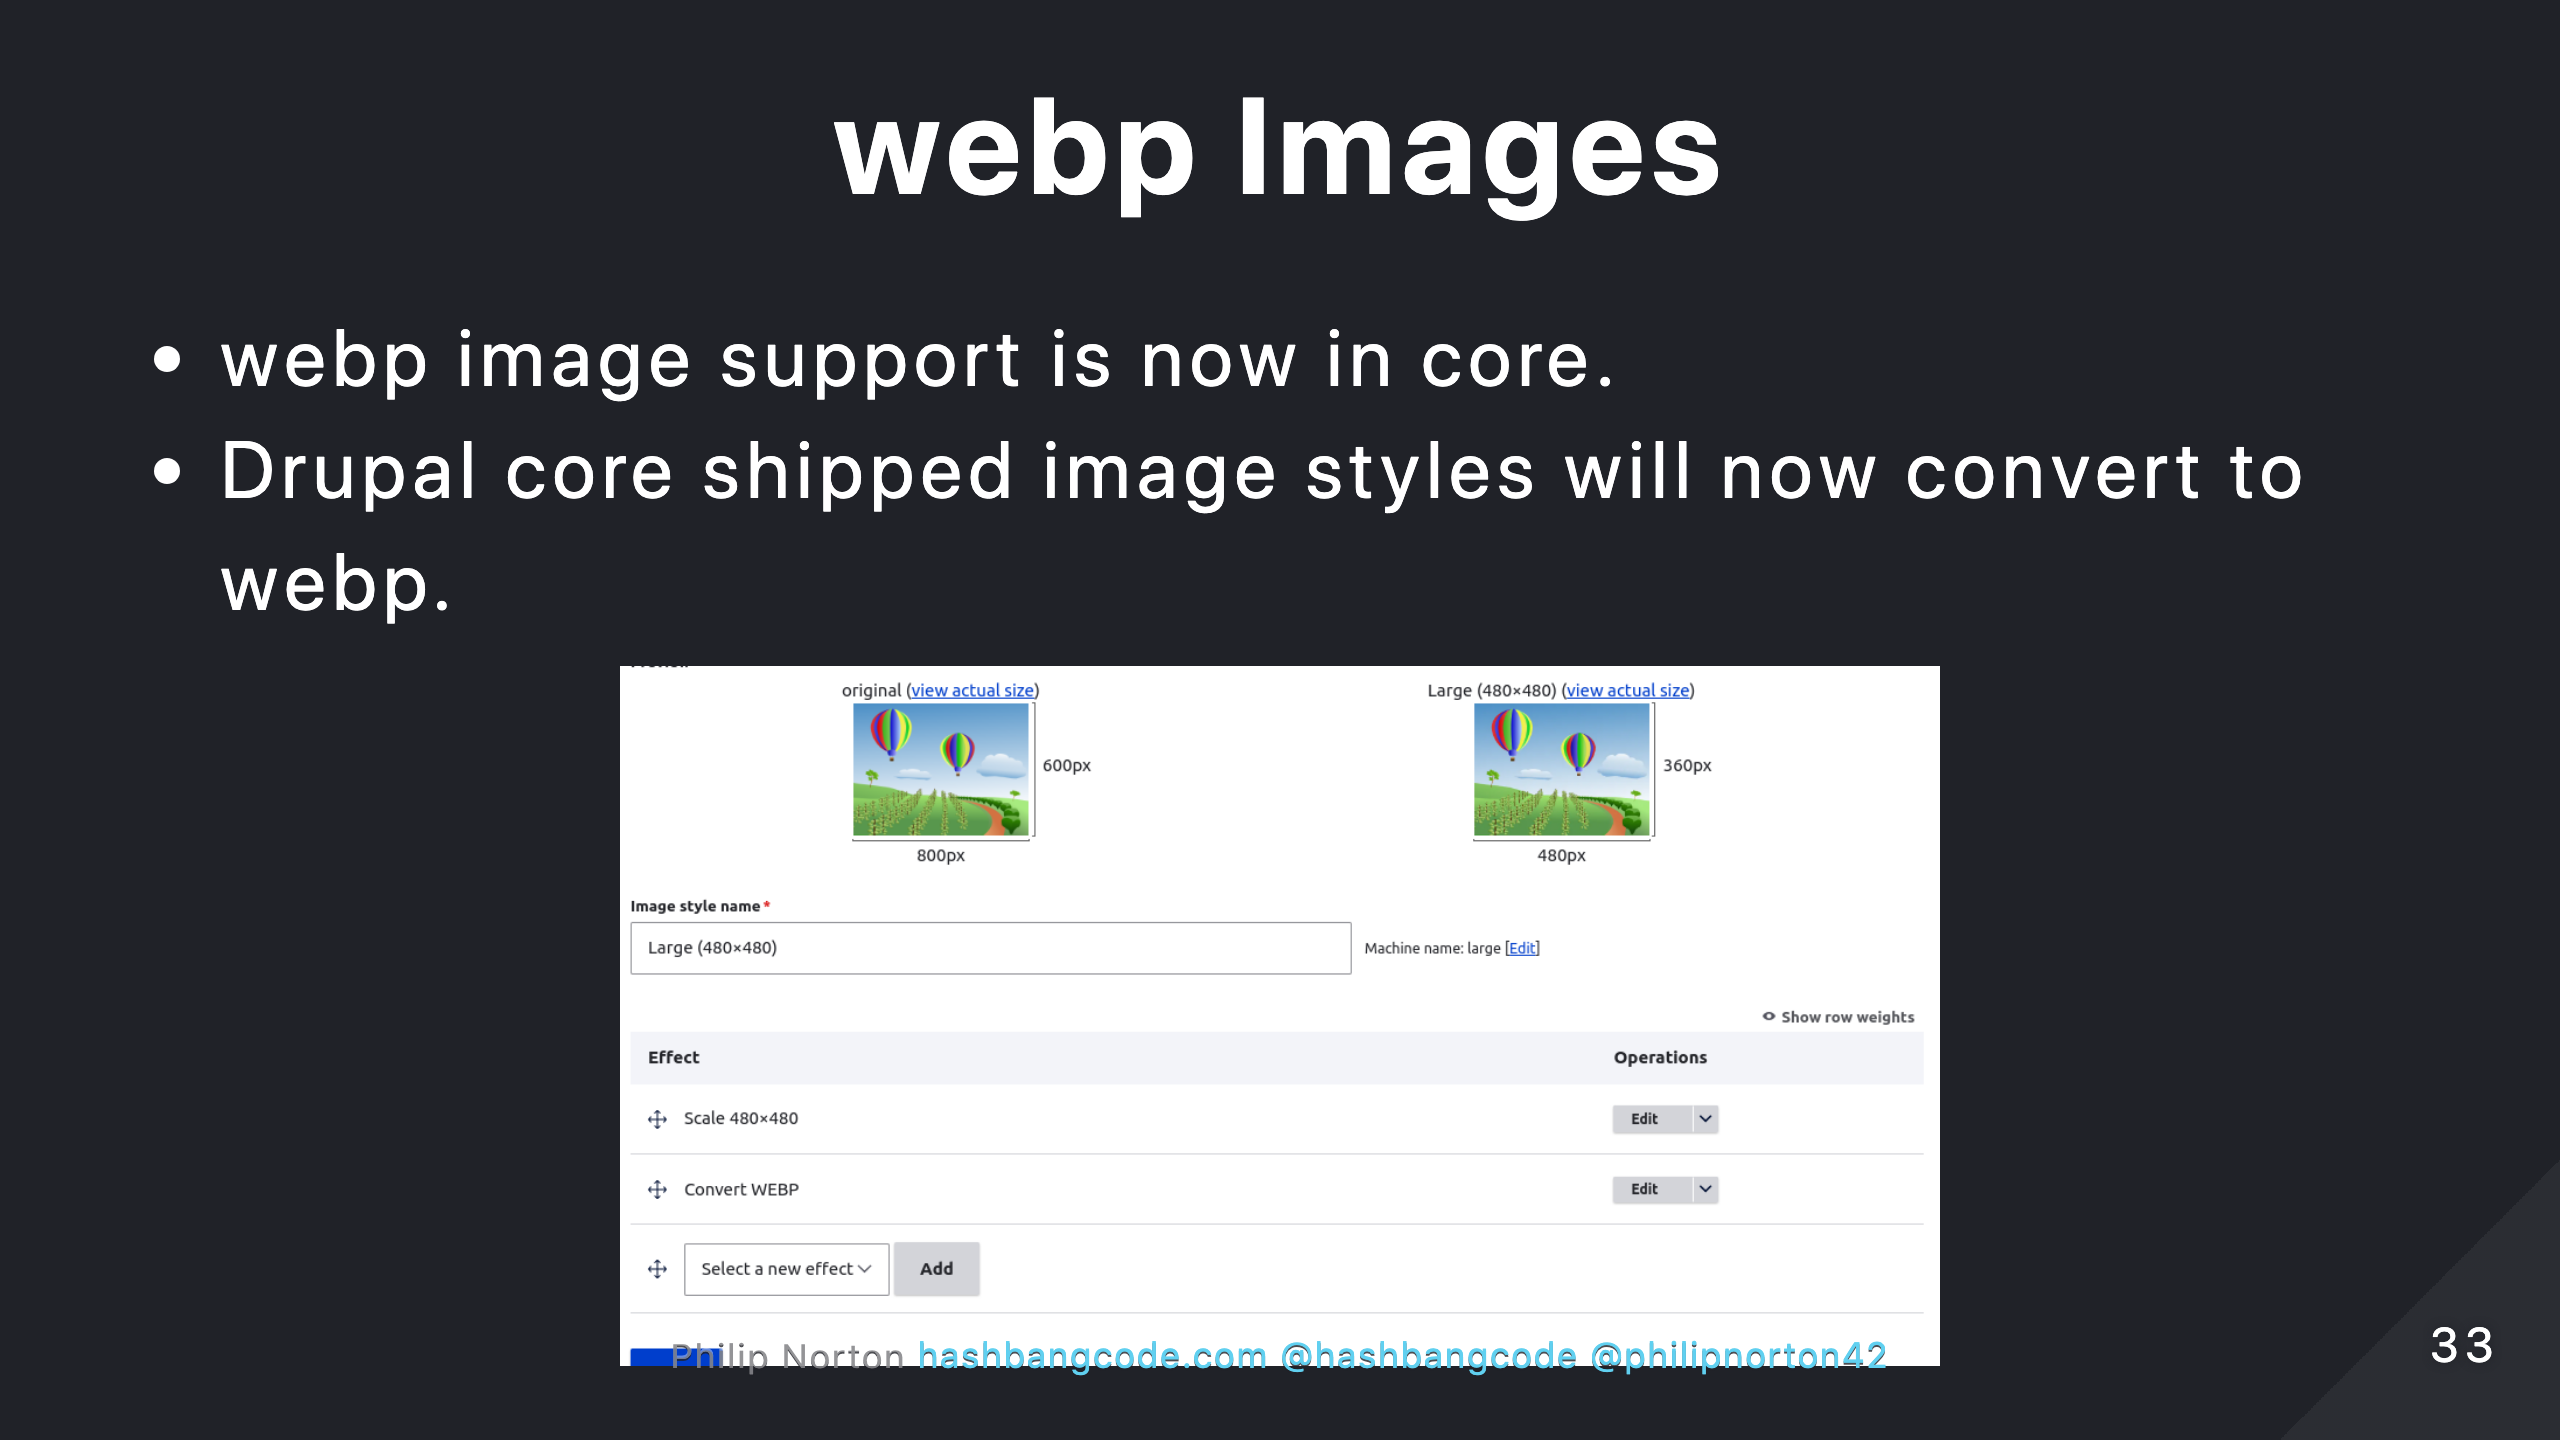 webp Images
• webp image support is now in core.
• Drupal core shipped image styles will now convert to
webp.
original (view actual size)
Large (480×480) (view actual size)
600px
360px
800px
480px
Image style name*
Large (480×480)
Machine name: large [Edit]
Show row weights
Effect
Operations
Scale 480×480
Edit
Convert WEBP
Edit
Select a new effect
Add
Philip Norton hashbangcode.com @hashbangcode @philipnorton42
33